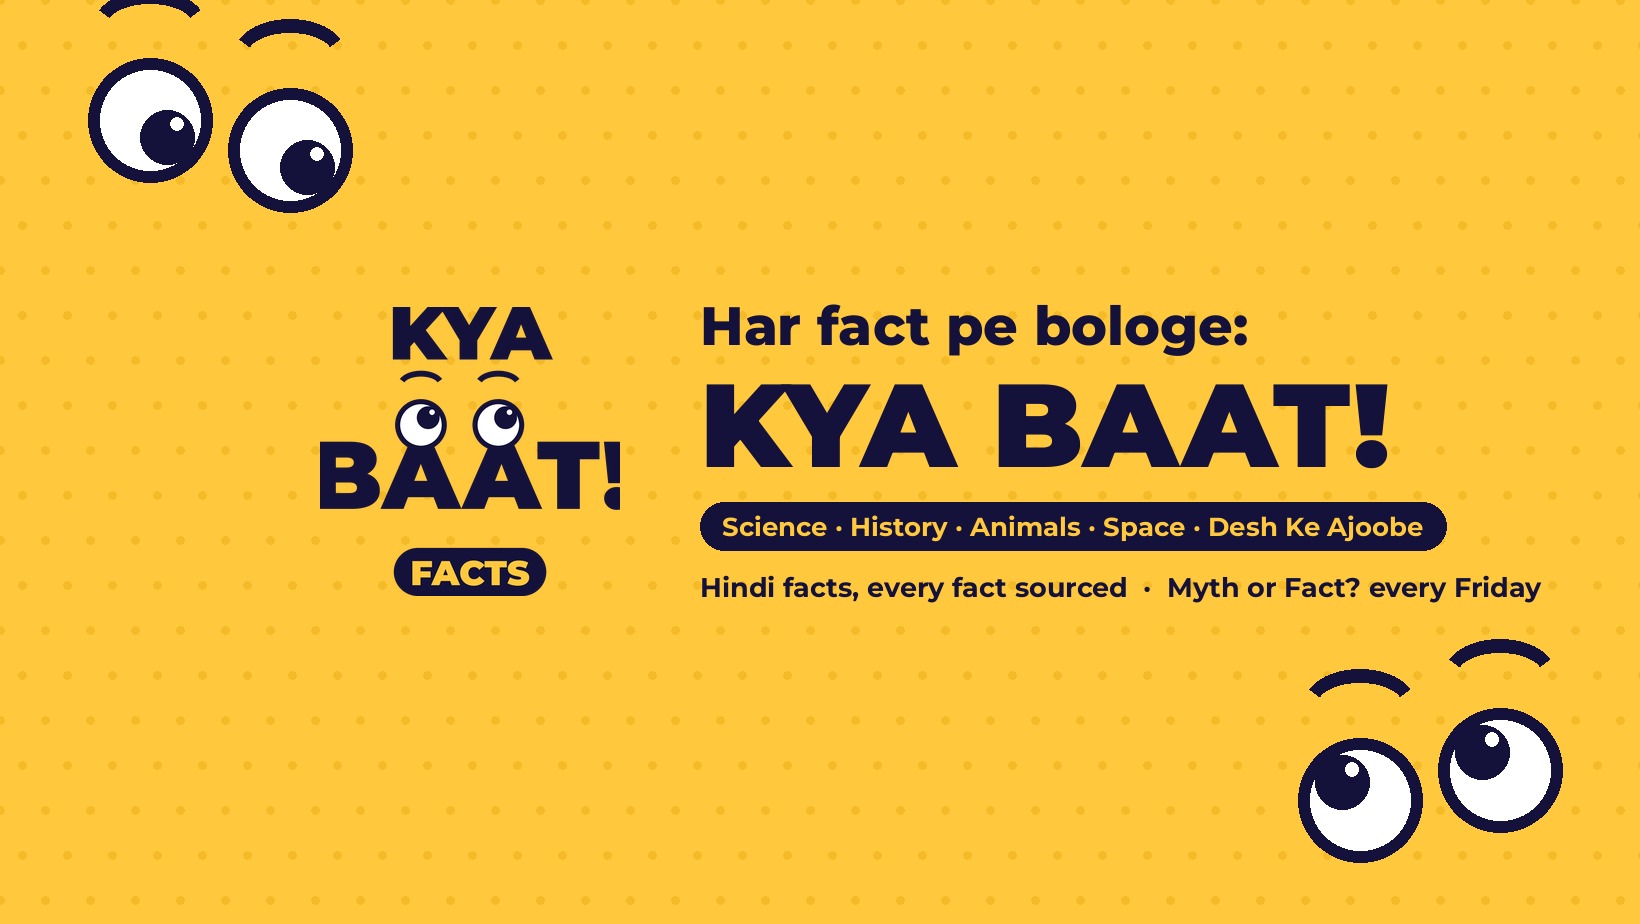 KYA
BAAT!
FACTS
Har fact pe bologe:
KYA BAAT!
Science · History · Animals · Space · Desh Ke Ajoobe
Hindi facts, every fact sourced · Myth or Fact? every Friday